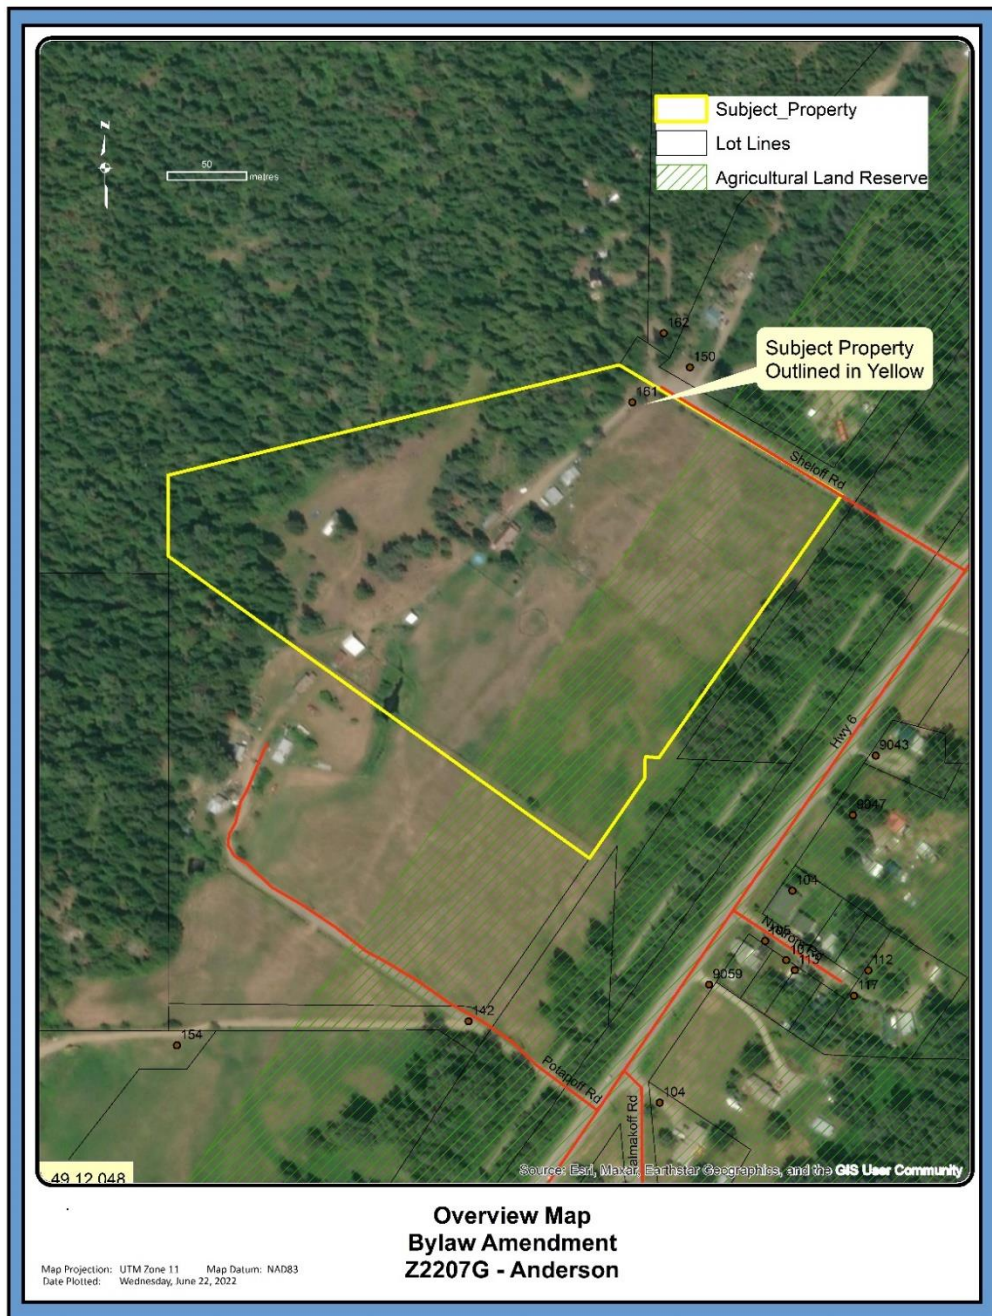 Subject_Property
Lot Lines
Agricultural Land Reserve
N
50
metres
162
150
161
Subject Property
Outlined in Yellow
Sheloff Rd
Hwy 6
9043
9047
104
113
112
117
9059
142
154
Potapoff Rd
104
49 12 048
Source: Esri, Maxar, Earthstar Geographics, and the GIS User Community
Overview Map
Bylaw Amendment
Z2207G - Anderson
Map Projection: UTM Zone 11 Map Datum: NAD83
Date Plotted: Wednesday, June 22, 2022